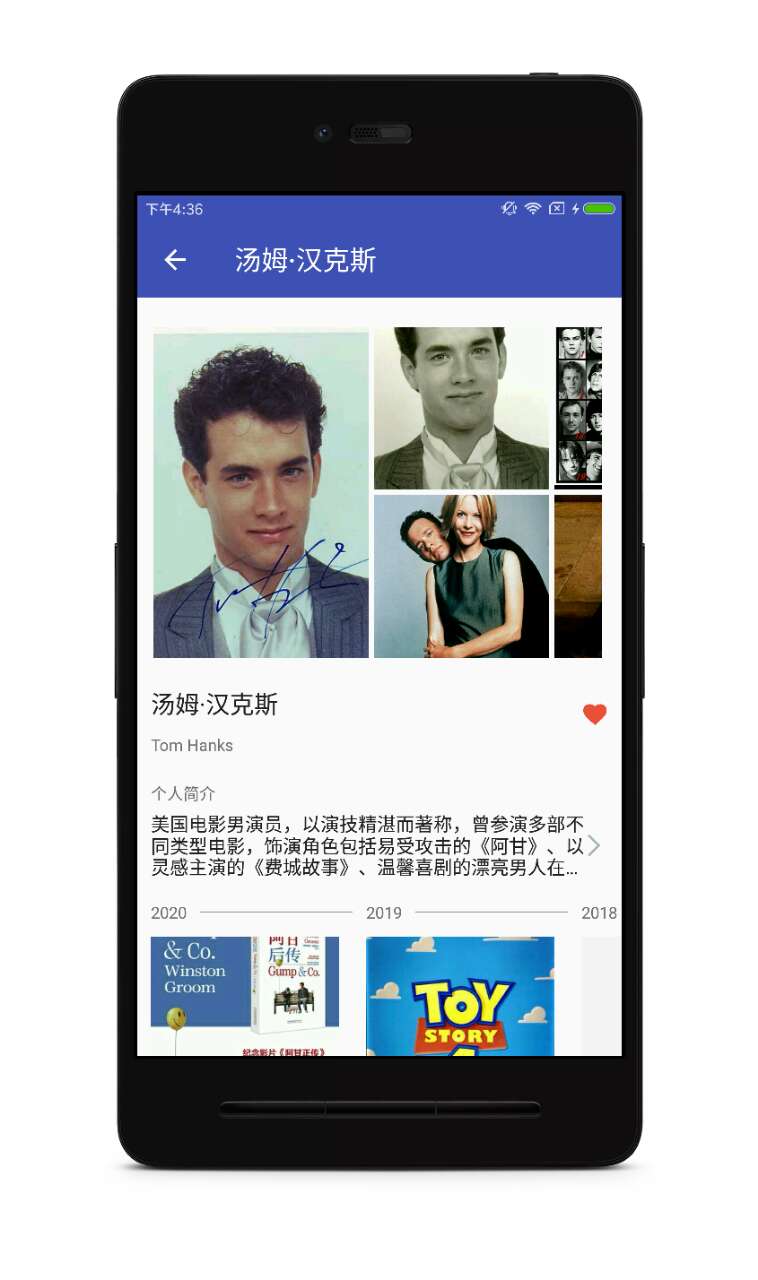 下午4:36
汤姆·汉克斯
汤姆·汉克斯
Tom Hanks
个人简介
美国电影男演员，以演技精湛而著称，曾参演多部不
同类型电影，饰演角色包括易受攻击的《阿甘》、以
灵感主演的《费城故事》、温馨喜剧的漂亮男人在...
2020
2019
2018
& Co.
Winston
Groom
阿甘
后传
Gump & Co.
纪念影片《阿甘正传》
TOY
STORY
4